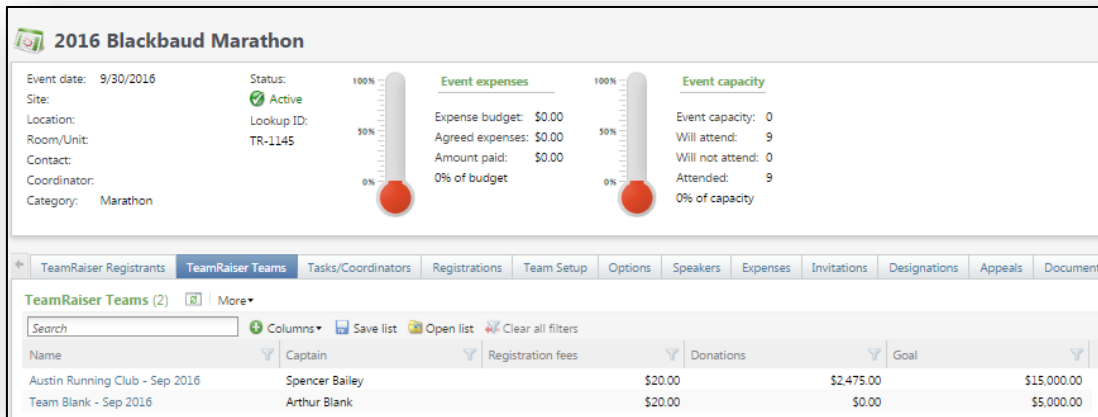 2016 Blackbaud Marathon
Event date: 9/30/2016
Site:
Location:
Room/Unit:
Contact:
Coordinator:
Category: Marathon
Status:
Active
Lookup ID:
TR-1145
100%
50%
0%
Event expenses
Expense budget: $0.00
Agreed expenses: $0.00
Amount paid: $0.00
0% of budget
100%
50%
0%
Event capacity
Event capacity: 0
Will attend: 9
Will not attend: 0
Attended: 9
0% of capacity
TeamRaiser Registrants TeamRaiser Teams Tasks/Coordinators Registrations Team Setup Options Speakers Expenses Invitations Designations Appeals Document
TeamRaiser Teams (2) More
Search Columns Save list Open list Clear all filters
Name Captain Registration fees Donations Goal
Austin Running Club - Sep 2016 Spencer Bailey $20.00 $2,475.00 $15,000.00
Team Blank - Sep 2016 Arthur Blank $20.00 $0.00 $5,000.00